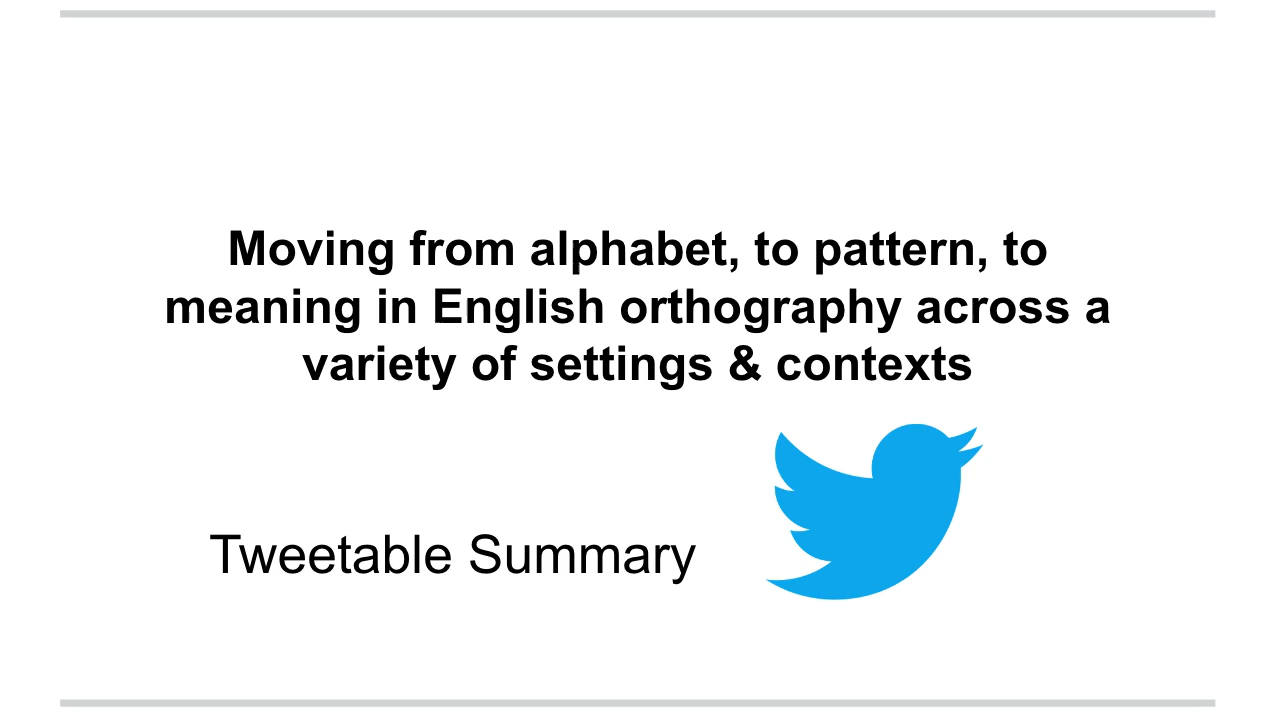 Moving from alphabet, to pattern, to
meaning in English orthography across a
variety of settings & contexts
Tweetable Summary